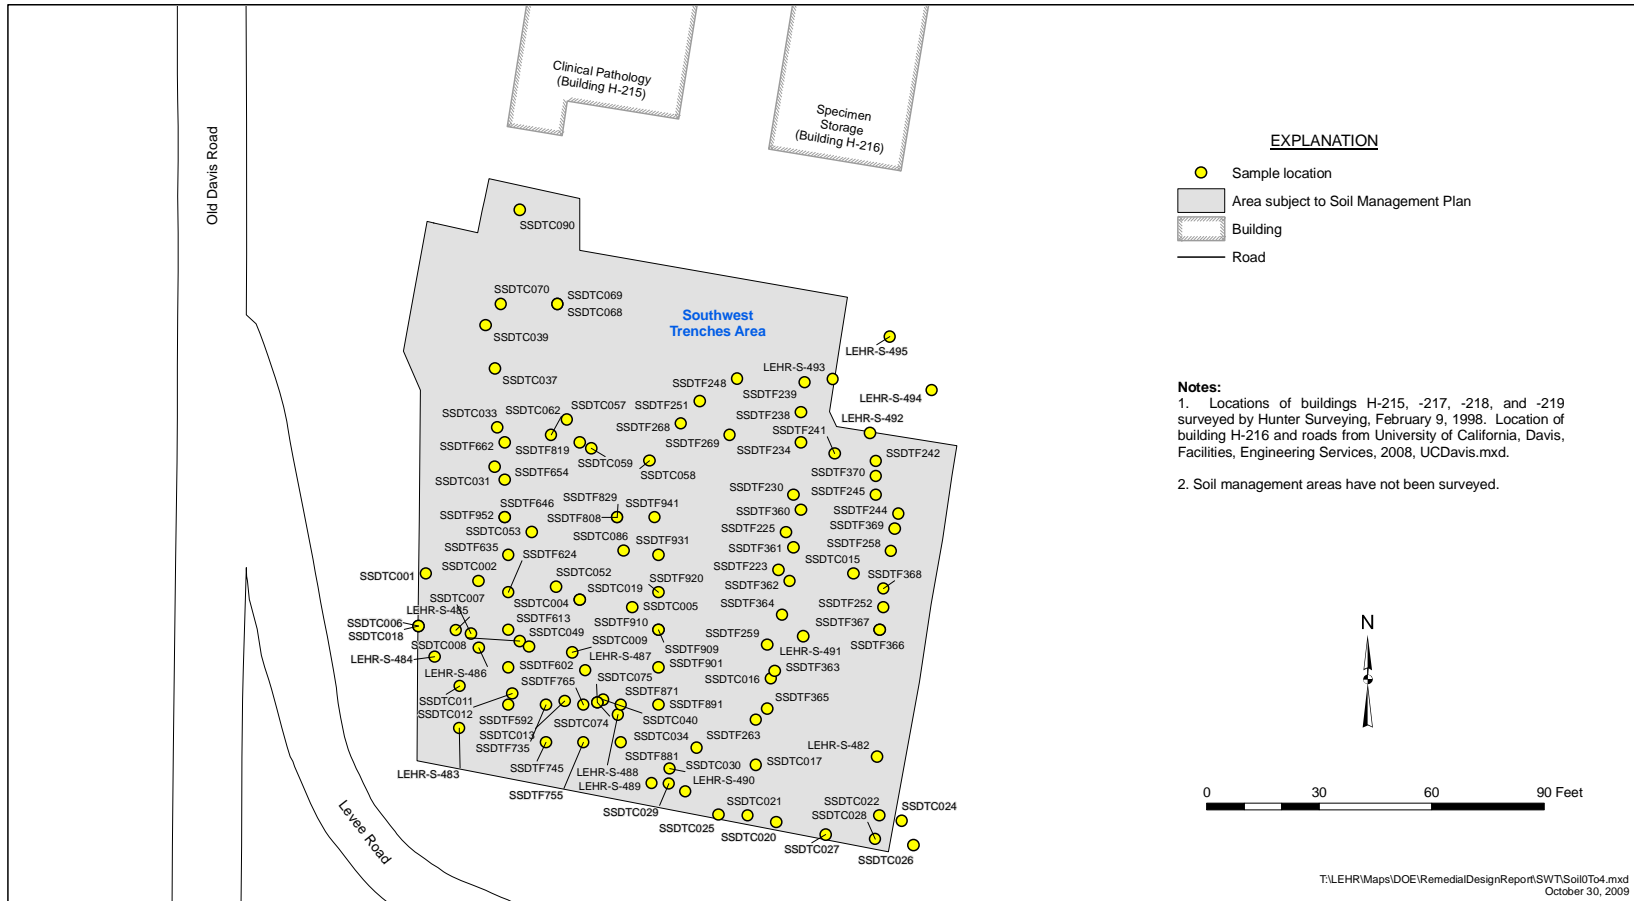 Clinical Pathology
(Building H-215)
Specimen
Storage
(Building H-216)
Old Davis Road
Levee Road
Southwest
Trenches Area
SSDTC090
SSDTC070
SSDTC069
SSDTC068
SSDTC039
SSDTC037
LEHR-S-495
LEHR-S-493
LEHR-S-494
LEHR-S-492
SSDTF248
SSDTF239
SSDTF251
SSDTF238
SSDTF268
SSDTF241
SSDTF269
SSDTF234
SSDTF242
SSDTC033
SSDTC062
SSDTC057
SSDTF662
SSDTF819
SSDTC059
SSDTC058
SSDTF370
SSDTC031
SSDTF654
SSDTF230
SSDTF245
SSDTF646
SSDTF829
SSDTF941
SSDTF360
SSDTF244
SSDTF952
SSDTF808
SSDTC053
SSDTF225
SSDTF369
SSDTC086
SSDTF931
SSDTF635
SSDTF624
SSDTF361
SSDTF258
SSDTC015
SSDTC002
SSDTC001
SSDTF223
SSDTC052
SSDTC019
SSDTF920
SSDTF362
SSDTF368
SSDTC007
SSDTC004
SSDTC005
SSDTF364
SSDTF252
LEHR-S-485
SSDTC006
SSDTC018
SSDTF613
SSDTF910
SSDTF367
SSDTC008
SSDTC049
SSDTC009
SSDTF909
SSDTF259
SSDTF366
LEHR-S-484
LEHR-S-487
LEHR-S-491
LEHR-S-486
SSDTF602
SSDTF901
SSDTF363
SSDTC075
SSDTC016
SSDTC011
SSDTF765
SSDTF871
SSDTF365
SSDTC012
SSDTF592
SSDTC074
SSDTF891
SSDTC040
SSDTC013
SSDTF735
SSDTC034
SSDTF263
LEHR-S-482
SSDTF881
SSDTC030
SSDTC017
LEHR-S-483
SSDTF745
LEHR-S-488
LEHR-S-490
LEHR-S-489
SSDTF755
SSDTC029
SSDTC021
SSDTC022
SSDTC024
SSDTC025
SSDTC020
SSDTC028
SSDTC027
SSDTC026
EXPLANATION
Sample location
Area subject to Soil Management Plan
Building
Road
Notes:
1. Locations of buildings H-215, -217, -218, and -219
surveyed by Hunter Surveying, February 9, 1998. Location of
building H-216 and roads from University of California, Davis,
Facilities, Engineering Services, 2008, UCDavis.mxd.
2. Soil management areas have not been surveyed.
N
0 30 60 90 Feet
T:\LEHR\Maps\DOE\RemedialDesignReport\SWT\Soil0To4.mxd
October 30, 2009